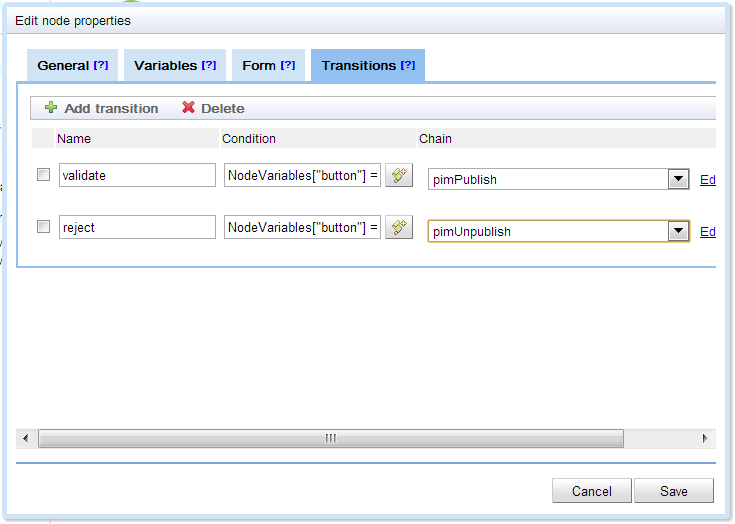 Edit node properties
General [?] Variables [?] Form [?] Transitions [?]
Add transition Delete
Name Condition Chain
validate NodeVariables["button"] = pimPublish Ed
reject NodeVariables["button"] = pimUnpublish Ed
Cancel Save